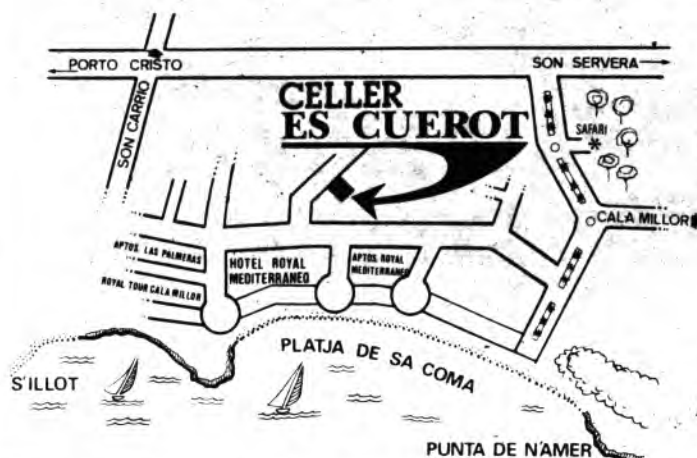 PORTO CRISTO
SON SERVERA
SON CARRIO
CELLER
ES CUEROT
SAFARI
CALA MILLOR
APTOS. LAS PALMERAS
HOTEL ROYAL
MEDITERRANEO
APTOS. ROYAL
MEDITERRANEO
ROYAL TOUR CALA MILLOR
PLATJA DE SA COMA
S'ILLOT
PUNTA DE N'AMER